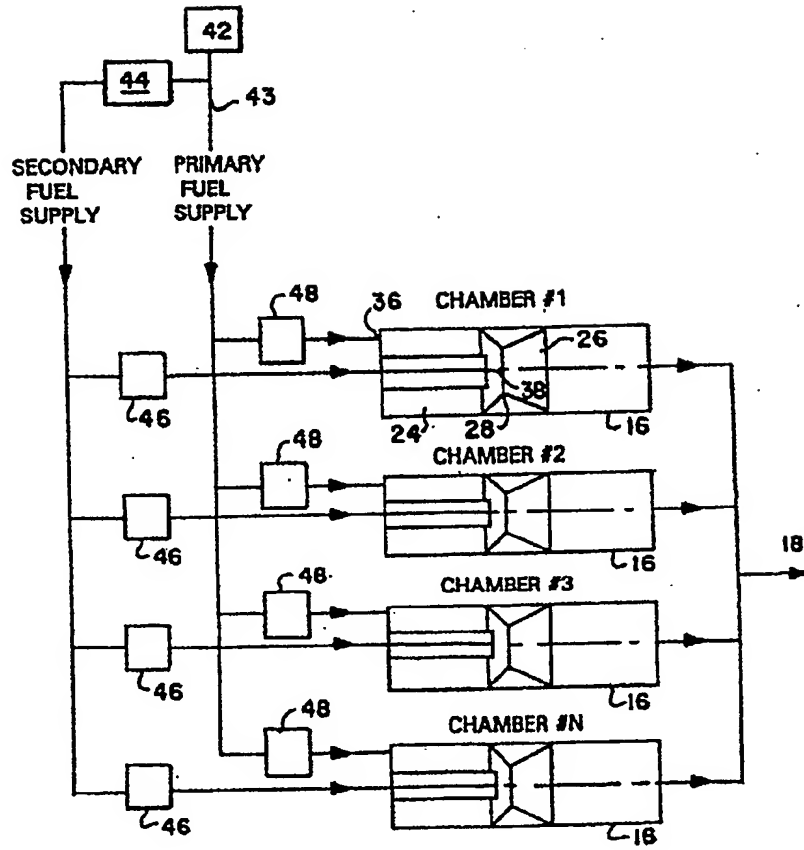 42
44
43
SECONDARY
FUEL
SUPPLY
PRIMARY
FUEL
SUPPLY
48
36
CHAMBER #1
26
38
46
24
28
16
48
CHAMBER #2
46
16
18
48
CHAMBER #3
46
16
48
CHAMBER #N
46
16